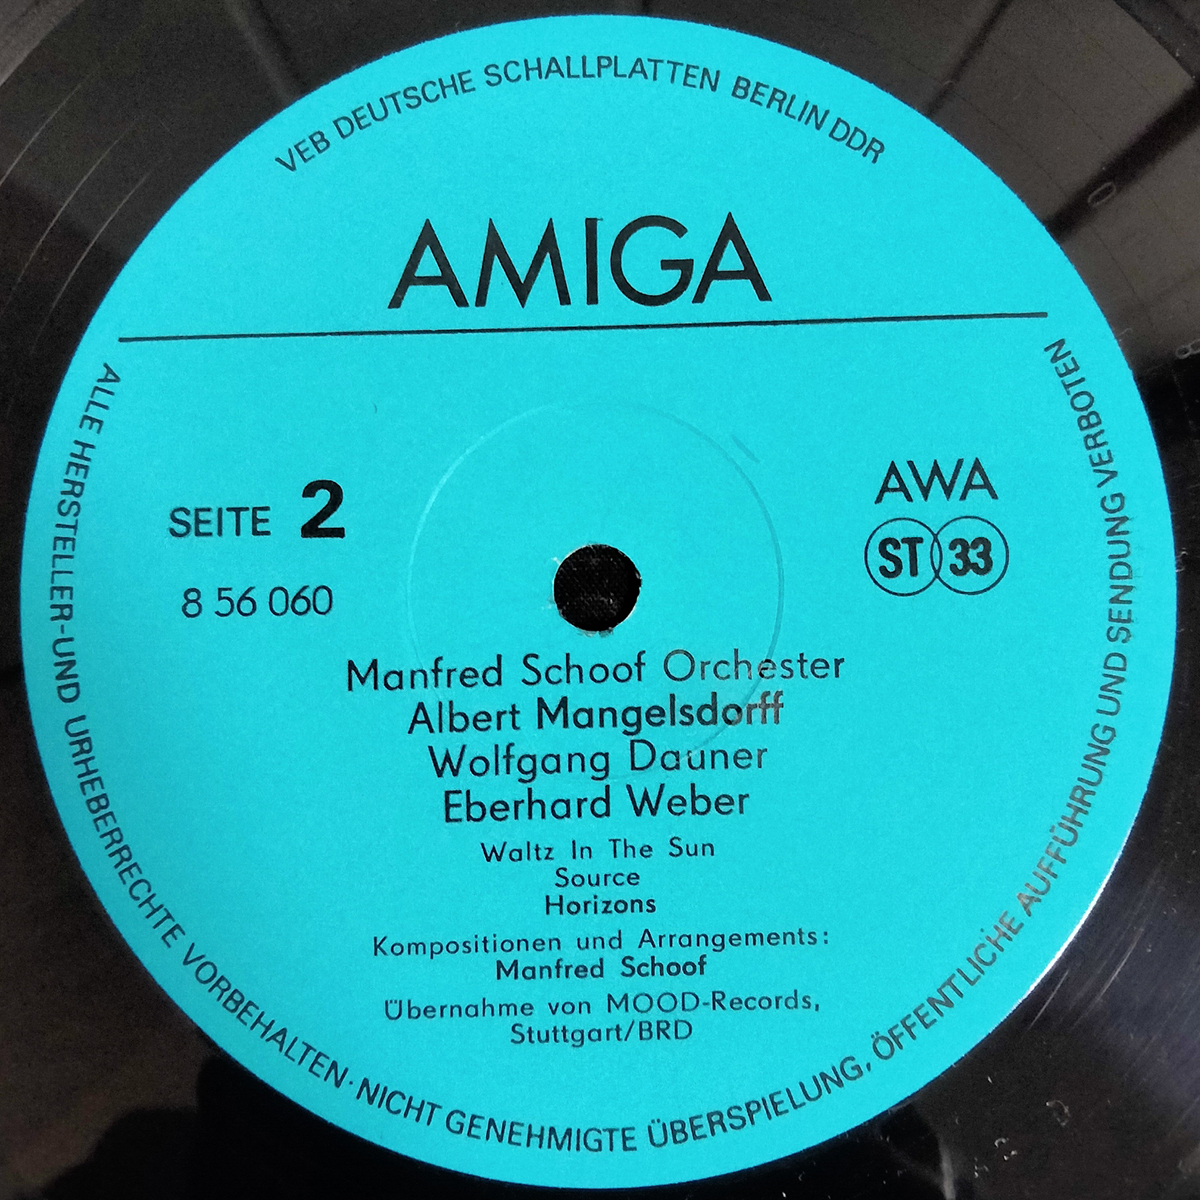 VEB DEUTSCHE SCHALLPLATTEN BERLIN DDR
AMIGA
SEITE 2
8 56 060
AWA
ST 33
Manfred Schoof Orchester
Albert Mangelsdorff
Wolfgang Dauner
Eberhard Weber
Waltz In The Sun
Source
Horizons
Kompositionen und Arrangements:
Manfred Schoof
Übernahme von MOOD-Records,
Stuttgart/BRD
ALLE HERSTELLER-UND URHEBERRECHTE VORBEHALTEN · NICHT GENEHMIGTE ÜBERSPIELUNG, ÖFFENTLICHE AUFFÜHRUNG UND SENDUNG VERBOTEN